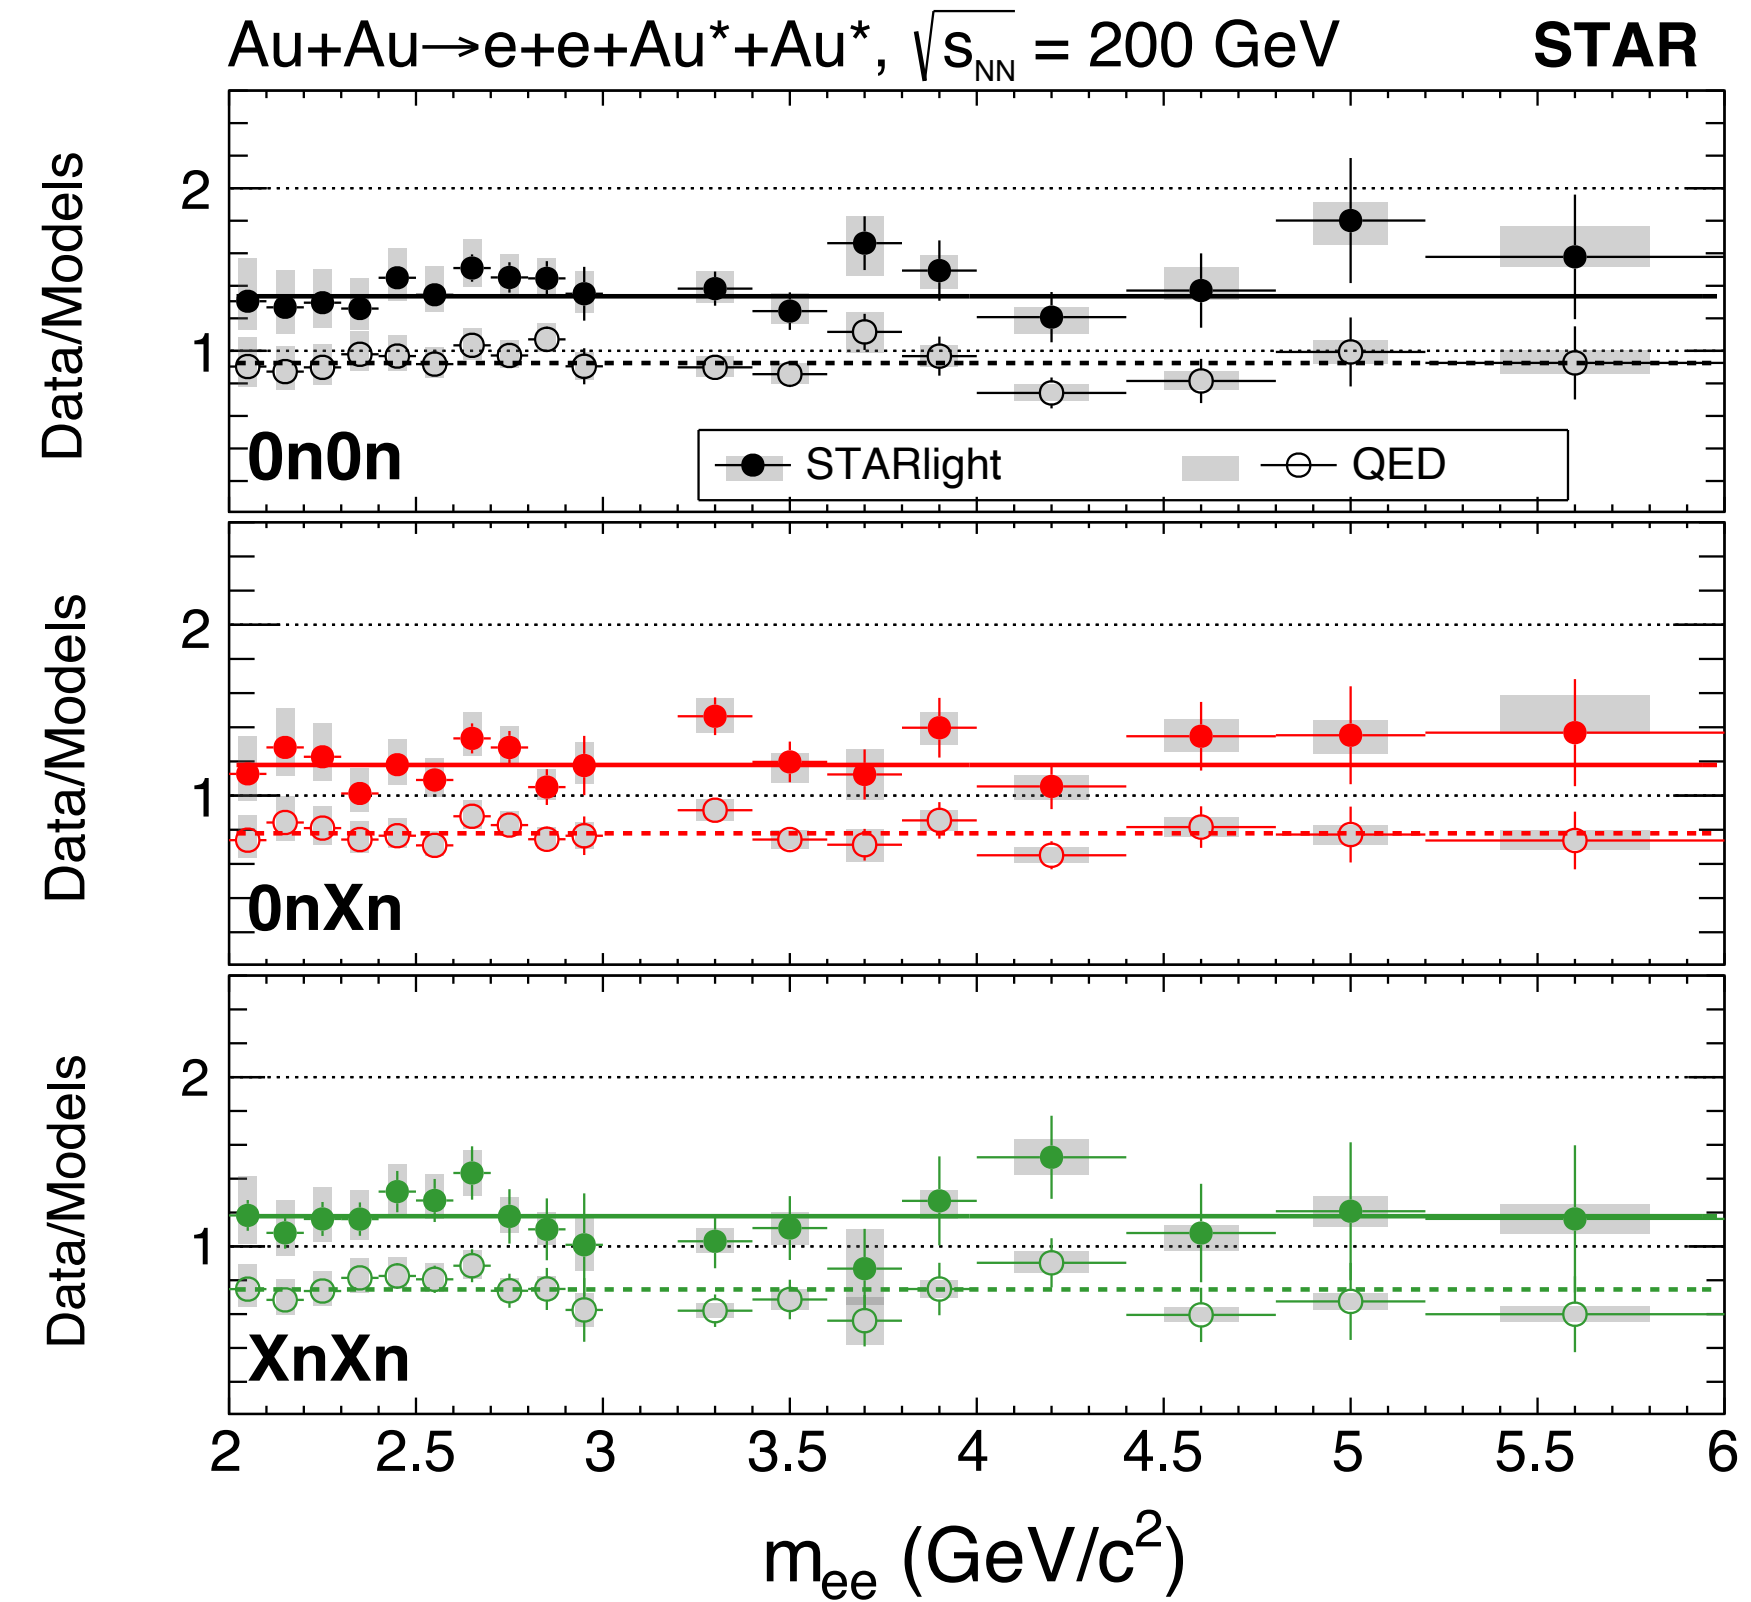 Au+Au→e+e+Au*+Au*, √s_NN = 200 GeV STAR
Data/Models
2
1
0n0n
STARlight QED
Data/Models
2
1
0nXn
Data/Models
2
1
XnXn
2 2.5 3 3.5 4 4.5 5 5.5 6
m_ee (GeV/c²)